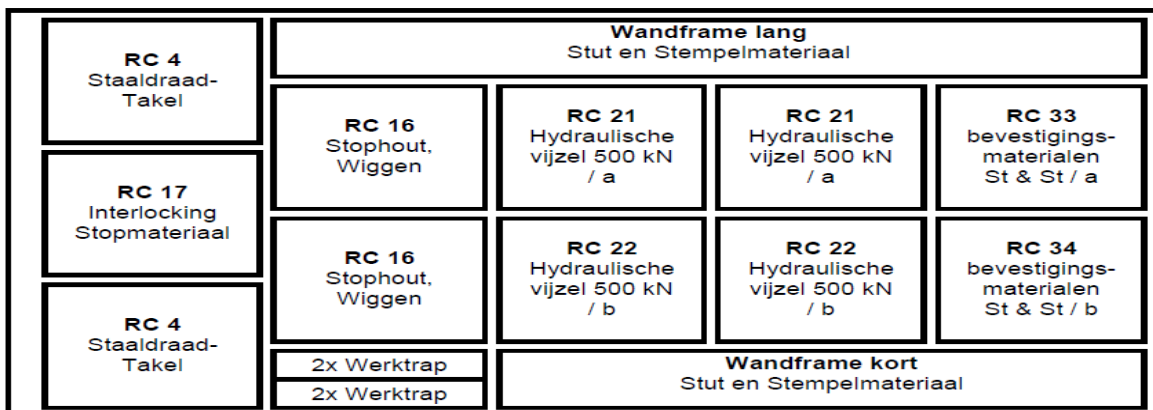 RC 4
Staaldraad-
Takel
RC 17
Interlocking
Stopmateriaal
RC 4
Staaldraad-
Takel
Wandframe lang
Stut en Stempelmateriaal
RC 16
Stophout,
Wiggen
RC 21
Hydraulische
vijzel 500 kN
/ a
RC 21
Hydraulische
vijzel 500 kN
/ a
RC 33
bevestigings-
materialen
St & St / a
RC 16
Stophout,
Wiggen
RC 22
Hydraulische
vijzel 500 kN
/ b
RC 22
Hydraulische
vijzel 500 kN
/ b
RC 34
bevestigings-
materialen
St & St / b
2x Werktrap
2x Werktrap
Wandframe kort
Stut en Stempelmateriaal